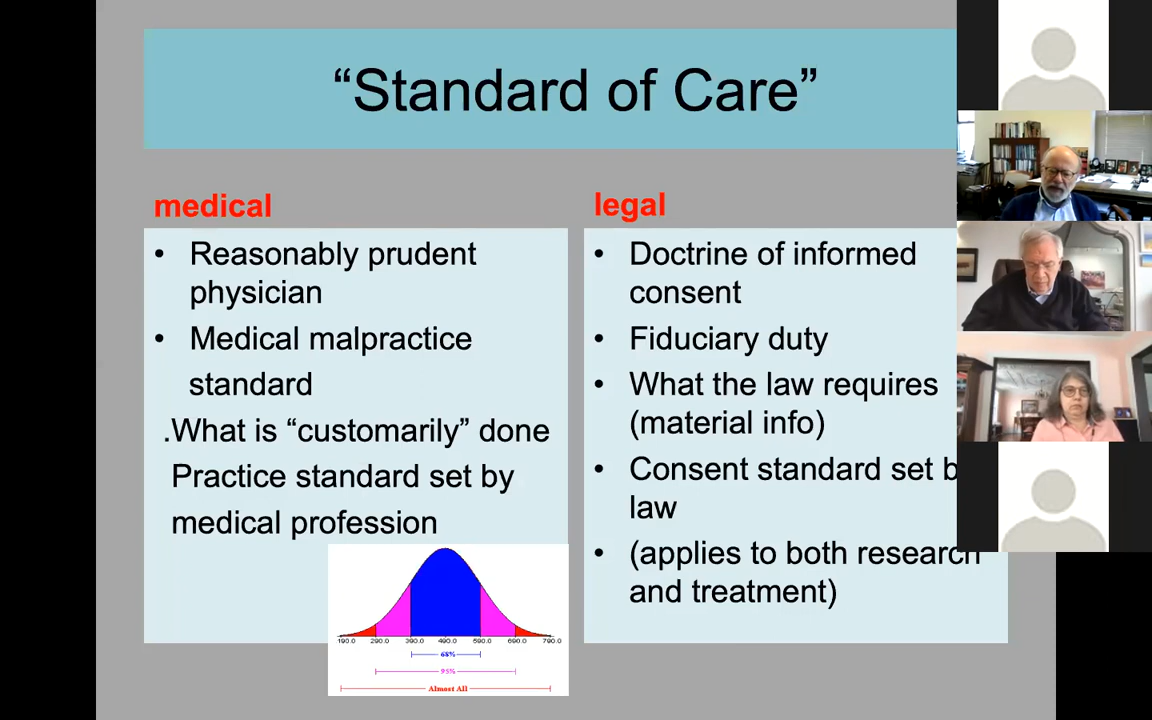 “Standard of Care”
medical
• Reasonably prudent
physician
• Medical malpractice
standard
.What is “customarily” done
Practice standard set by
medical profession
190.0 290.0 390.0 490.0 590.0 690.0 790.0
68%
95%
Almost All
legal
• Doctrine of informed
consent
• Fiduciary duty
• What the law requires
(material info)
• Consent standard set b
law
• (applies to both research
and treatment)